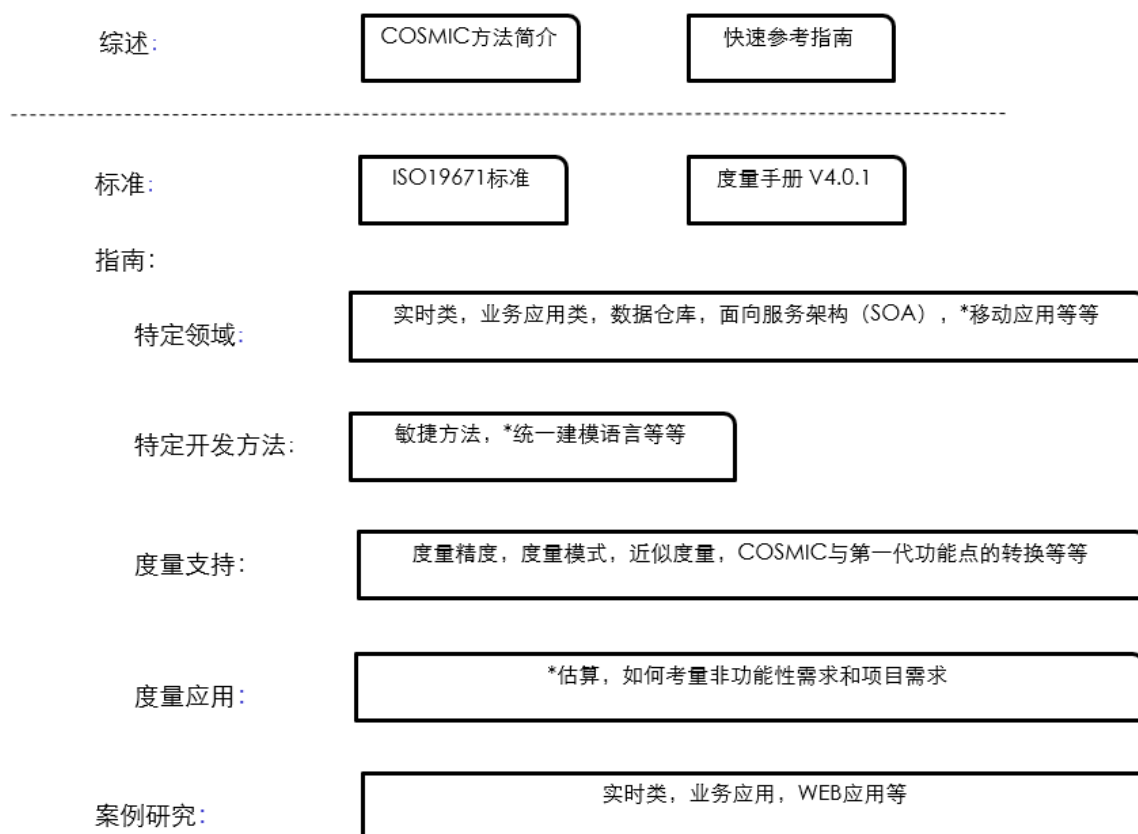 综述:
COSMIC方法简介
快速参考指南
标准:
ISO19671标准
度量手册 V4.0.1
指南:
特定领域:
实时类，业务应用类，数据仓库，面向服务架构（SOA），*移动应用等等
特定开发方法:
敏捷方法，*统一建模语言等等
度量支持:
度量精度，度量模式，近似度量，COSMIC与第一代功能点的转换等等
度量应用:
*估算，如何考量非功能性需求和项目需求
案例研究:
实时类，业务应用，WEB应用等